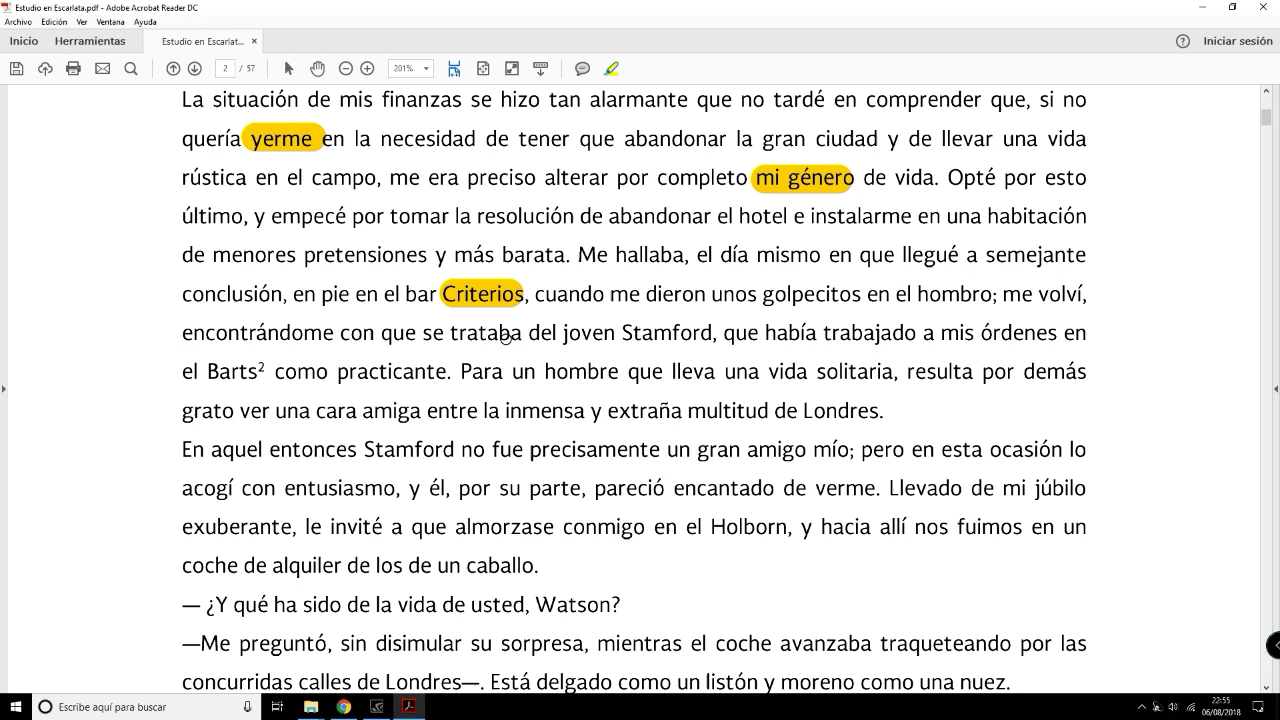 Estudio en Escarlata.pdf - Adobe Acrobat Reader DC
Archivo Edición Ver Ventana Ayuda
Inicio Herramientas Estudio en Escarlat... × ? Iniciar sesión
2 / 57 201%
La situación de mis finanzas se hizo tan alarmante que no tardé en comprender que, si no
quería yerme en la necesidad de tener que abandonar la gran ciudad y de llevar una vida
rústica en el campo, me era preciso alterar por completo mi género de vida. Opté por esto
último, y empecé por tomar la resolución de abandonar el hotel e instalarme en una habitación
de menores pretensiones y más barata. Me hallaba, el día mismo en que llegué a semejante
conclusión, en pie en el bar Criterios, cuando me dieron unos golpecitos en el hombro; me volví,
encontrándome con que se trataba del joven Stamford, que había trabajado a mis órdenes en
el Barts² como practicante. Para un hombre que lleva una vida solitaria, resulta por demás
grato ver una cara amiga entre la inmensa y extraña multitud de Londres.
En aquel entonces Stamford no fue precisamente un gran amigo mío; pero en esta ocasión lo
acogí con entusiasmo, y él, por su parte, pareció encantado de verme. Llevado de mi júbilo
exuberante, le invité a que almorzase conmigo en el Holborn, y hacia allí nos fuimos en un
coche de alquiler de los de un caballo.
— ¿Y qué ha sido de la vida de usted, Watson?
—Me preguntó, sin disimular su sorpresa, mientras el coche avanzaba traqueteando por las
concurridas calles de Londres—. Está delgado como un listón y moreno como una nuez.
Escribe aquí para buscar
22:55
06/08/2018